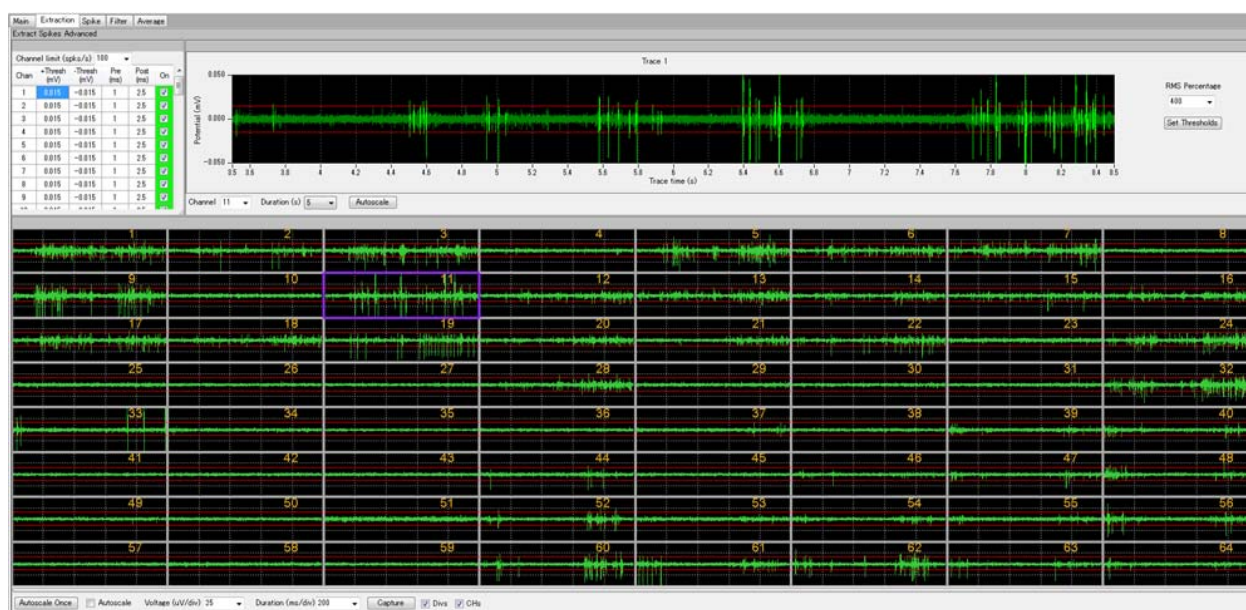 Main Extraction Spike Filter Average
Extract Spikes Advanced
Channel limit (spks/s) 100
Chan +Thresh (mV) -Thresh (mV) Pre (ms) Post (ms) On
1 0.015 -0.015 1 2.5
2 0.015 -0.015 1 2.5
3 0.015 -0.015 1 2.5
4 0.015 -0.015 1 2.5
5 0.015 -0.015 1 2.5
6 0.015 -0.015 1 2.5
7 0.015 -0.015 1 2.5
8 0.015 -0.015 1 2.5
9 0.015 -0.015 1 2.5
Trace 1
Potential (mV)
0.050
0.000
-0.050
3.5 3.6 3.8 4 4.2 4.4 4.6 4.8 5 5.2 5.4 5.6 5.8 6 6.2 6.4 6.6 6.8 7 7.2 7.4 7.6 7.8 8 8.2 8.4 8.5
Trace time (s)
RMS Percentage
400
Set Thresholds
Channel 11 Duration (s) 5 Autoscale
1 2 3 4 5 6 7 8
9 10 11 12 13 14 15 16
17 18 19 20 21 22 23 24
25 26 27 28 29 30 31 32
33 34 35 36 37 38 39 40
41 42 43 44 45 46 47 48
49 50 51 52 53 54 55 56
57 58 59 60 61 62 63 64
Autoscale Once Autoscale Voltage (uV/div) 25 Duration (ms/div) 200 Capture Divs CHs